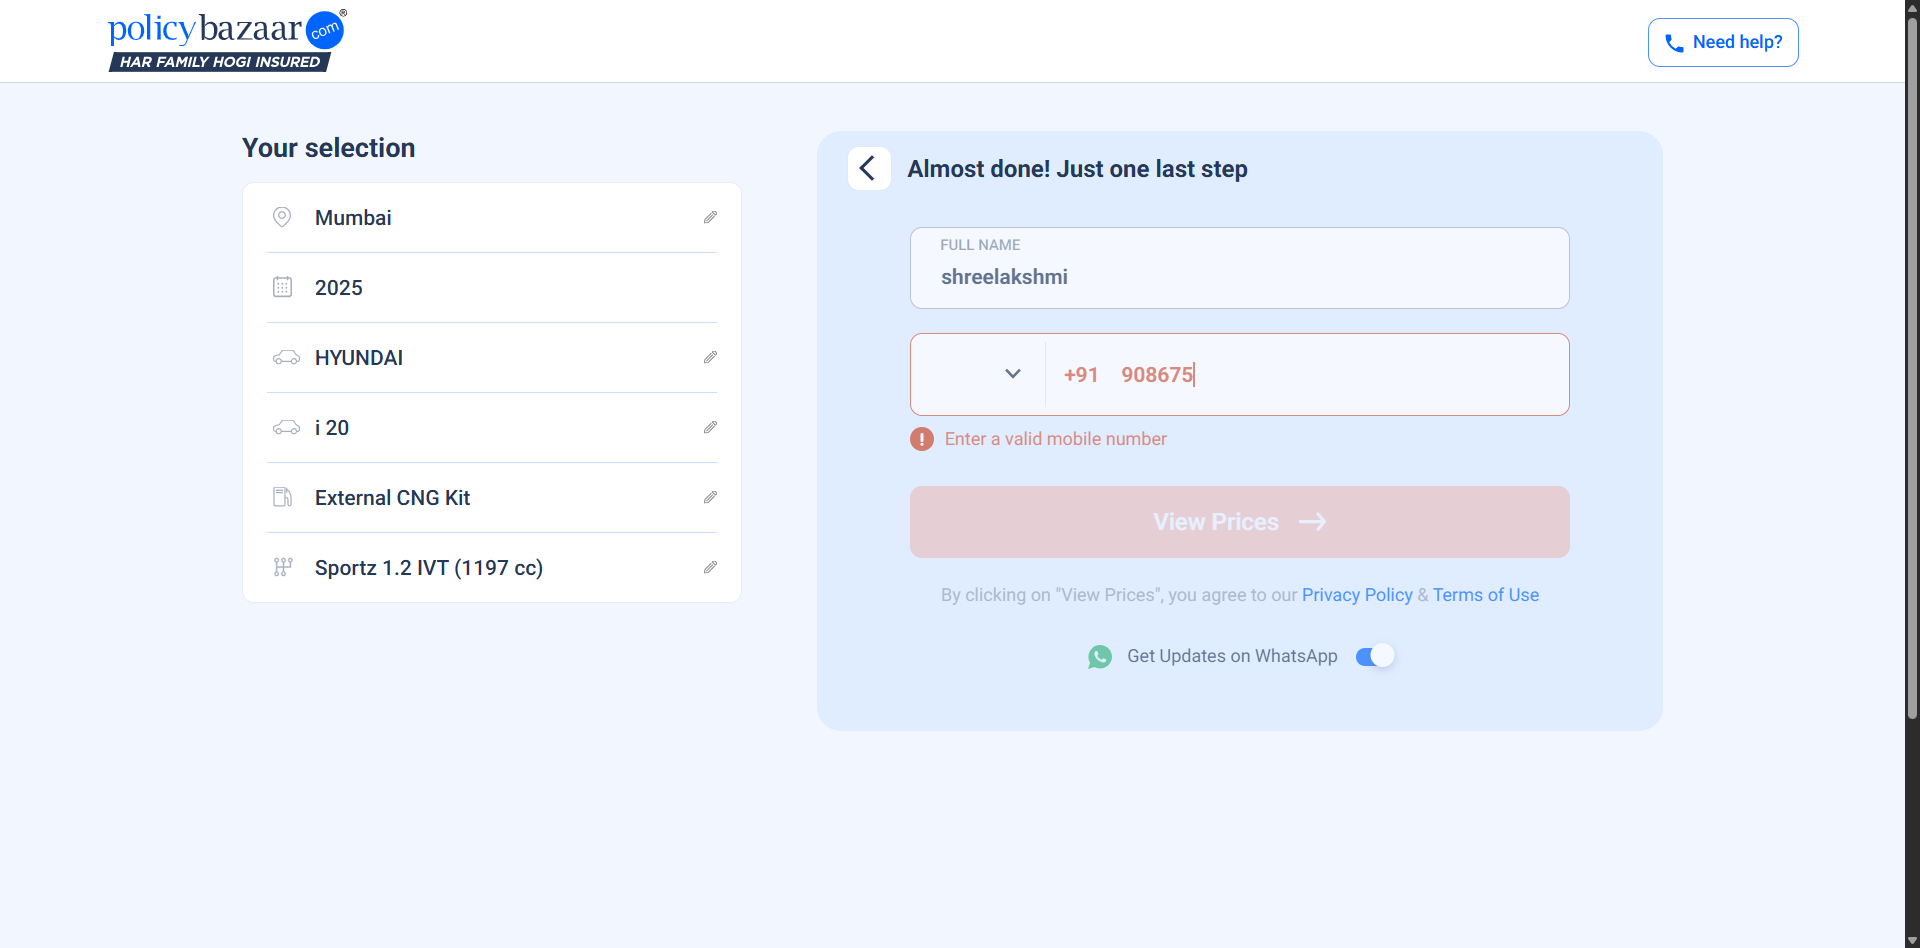 policybazaar com ®
HAR FAMILY HOGI INSURED
Need help?
Your selection
Mumbai
2025
HYUNDAI
i 20
External CNG Kit
Sportz 1.2 IVT (1197 cc)
Almost done! Just one last step
FULL NAME
shreelakshmi
+91 908675
! Enter a valid mobile number
View Prices
By clicking on "View Prices", you agree to our Privacy Policy & Terms of Use
Get Updates on WhatsApp